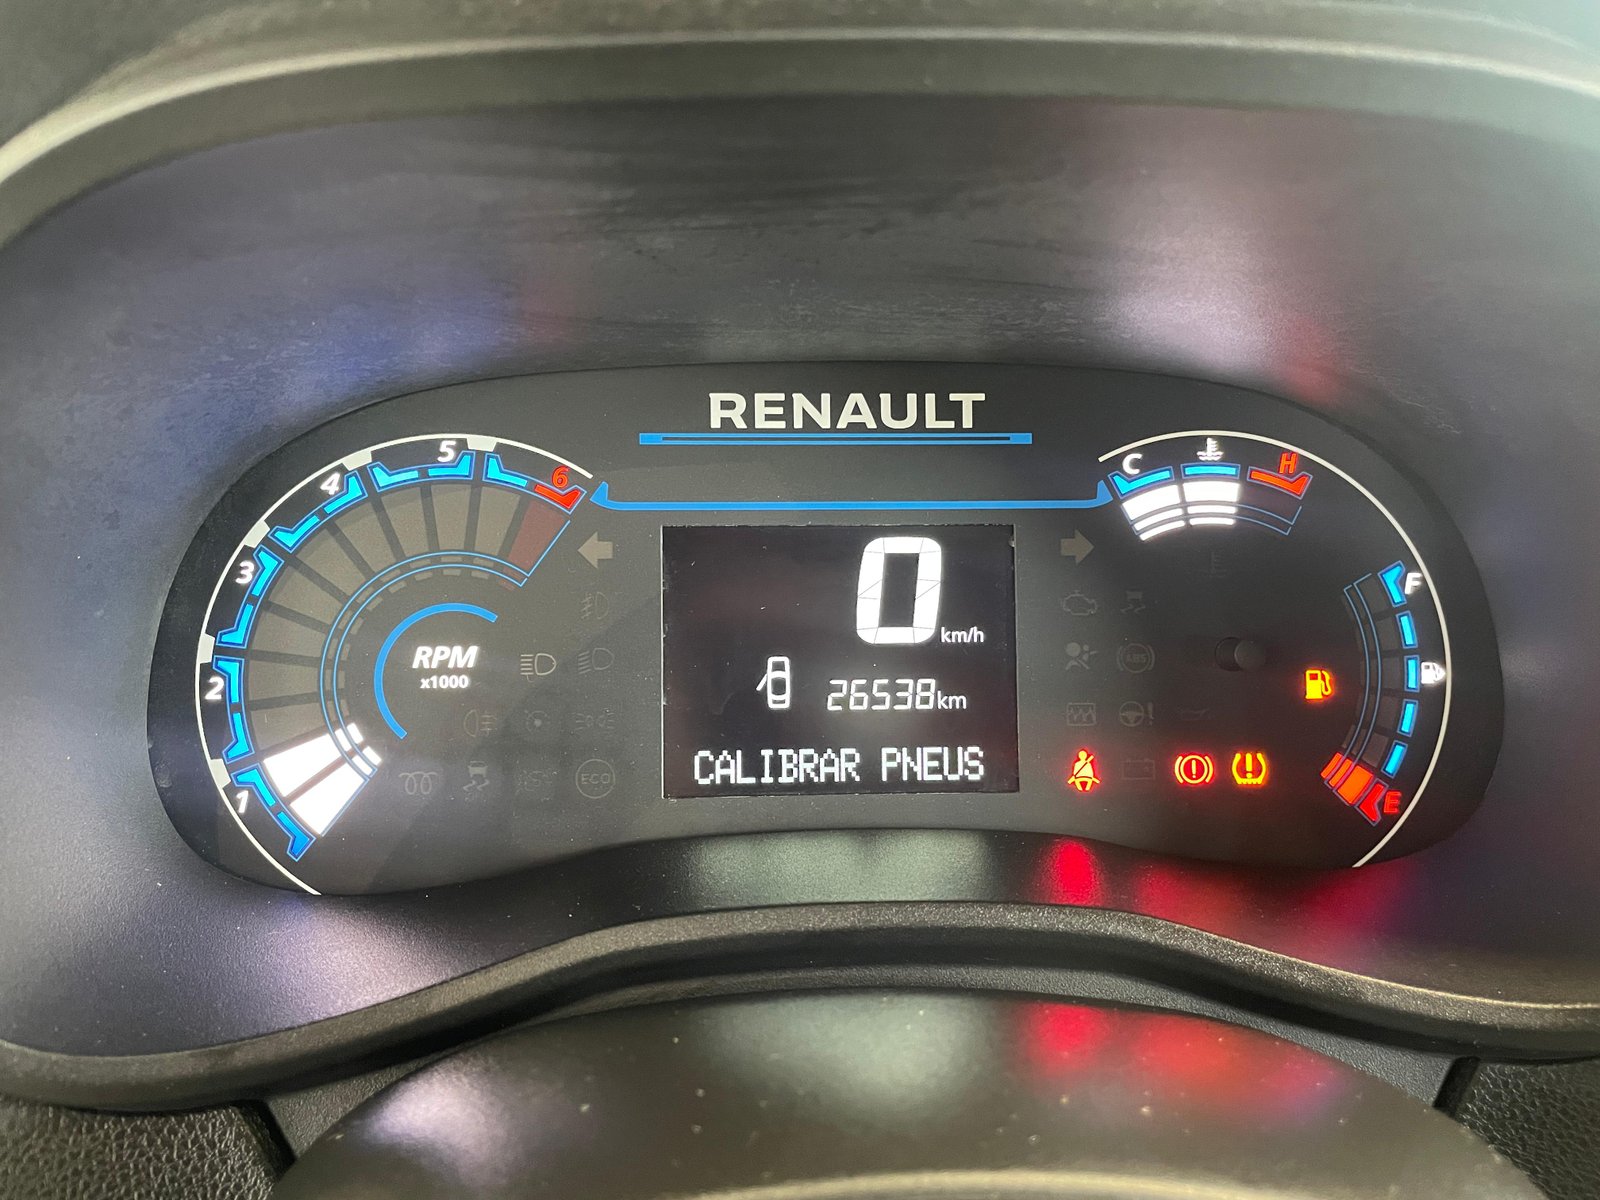 RENAULT
1
2
3
4
5
6
RPM
x1000
C
H
0 km/h
26538km
CALIBRAR PNEUS
F
E
ABS
ECO